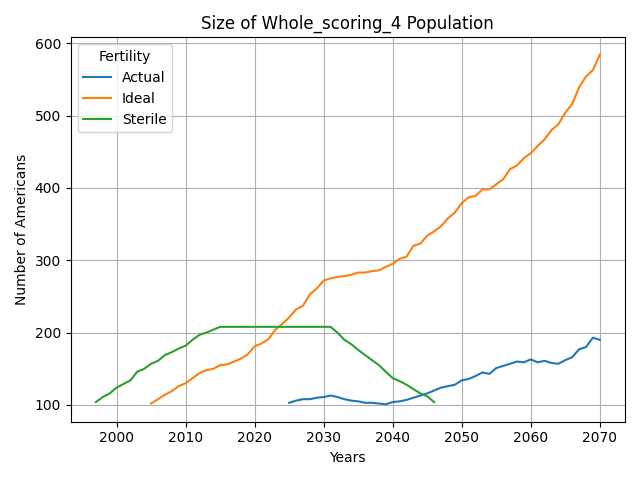 Size of Whole_scoring_4 Population
Fertility
Actual
Ideal
Sterile
Number of Americans
600
500
400
300
200
100
2000
2010
2020
2030
2040
2050
2060
2070
Years